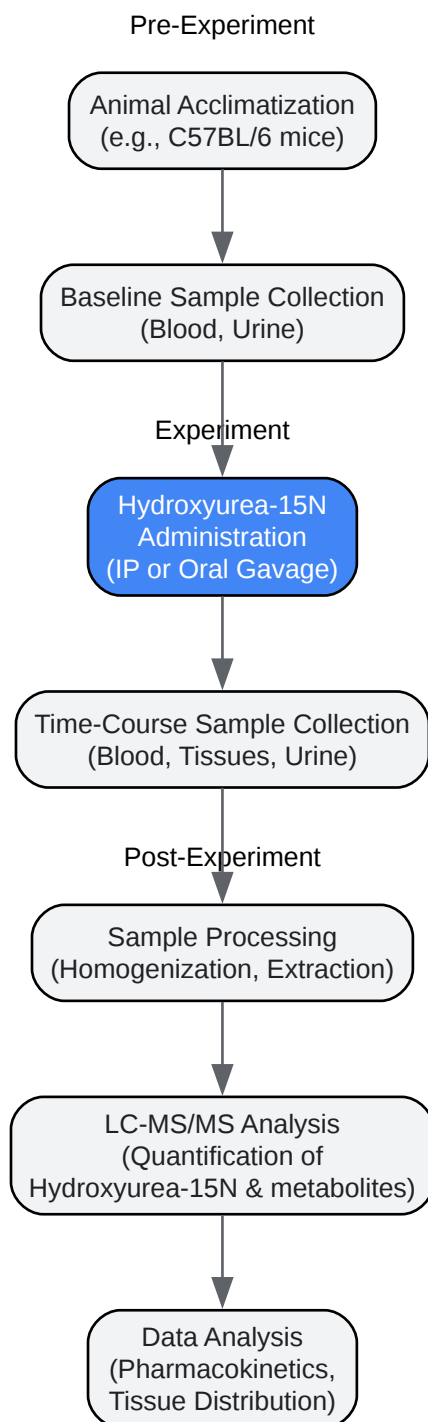 Pre-Experiment
Animal Acclimatization
(e.g., C57BL/6 mice)
Baseline Sample Collection
(Blood, Urine)
Experiment
Hydroxyurea-15N
Administration
(IP or Oral Gavage)
Time-Course Sample Collection
(Blood, Tissues, Urine)
Post-Experiment
Sample Processing
(Homogenization, Extraction)
LC-MS/MS Analysis
(Quantification of
Hydroxyurea-15N & metabolites)
Data Analysis
(Pharmacokinetics,
Tissue Distribution)